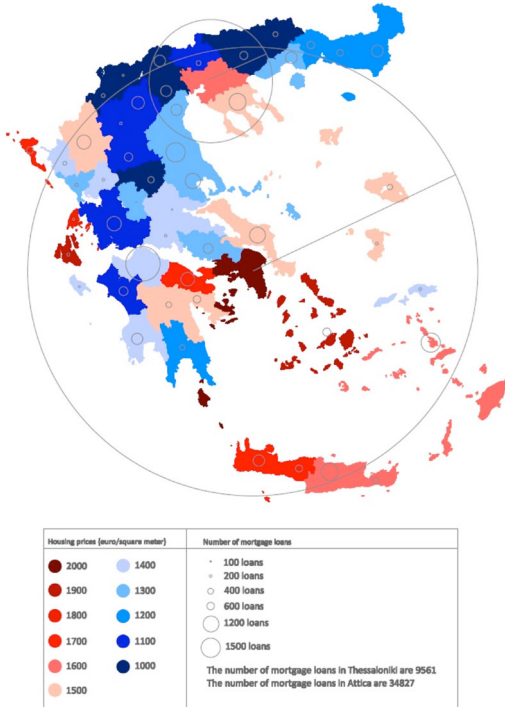 Housing prices (euro/square meter)
Number of mortgage loans
2000
1900
1800
1700
1600
1500
1400
1300
1200
1100
1000
100 loans
200 loans
400 loans
600 loans
1200 loans
1500 loans
The number of mortgage loans in Thessaloniki are 9561
The number of mortgage loans in Attica are 34827